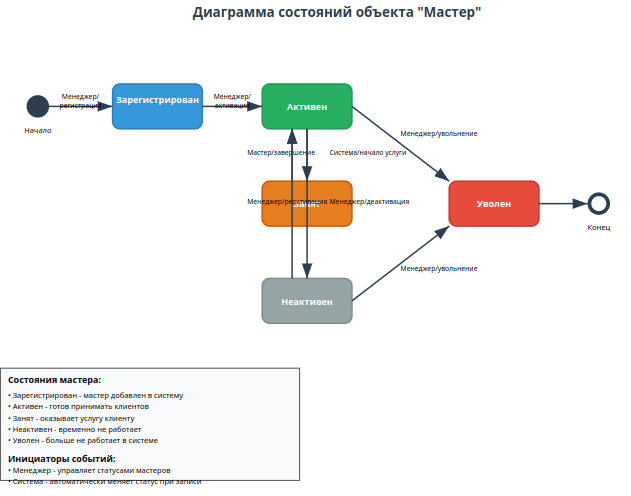 Диаграмма состояний объекта "Мастер"
Менеджер/
регистрация
Менеджер/
активация
Зарегистрирован
Активен
Начало
Менеджер/увольнение
Мастер/завершение
Система/начало услуги
Менеджер/реактивация
Менеджер/деактивация
Занят
Уволен
Конец
Менеджер/увольнение
Неактивен
Состояния мастера:
• Зарегистрирован - мастер добавлен в систему
• Активен - готов принимать клиентов
• Занят - оказывает услугу клиенту
• Неактивен - временно не работает
• Уволен - больше не работает в системе
Инициаторы событий:
• Менеджер - управляет статусами мастеров
• Система - автоматически меняет статус при записи